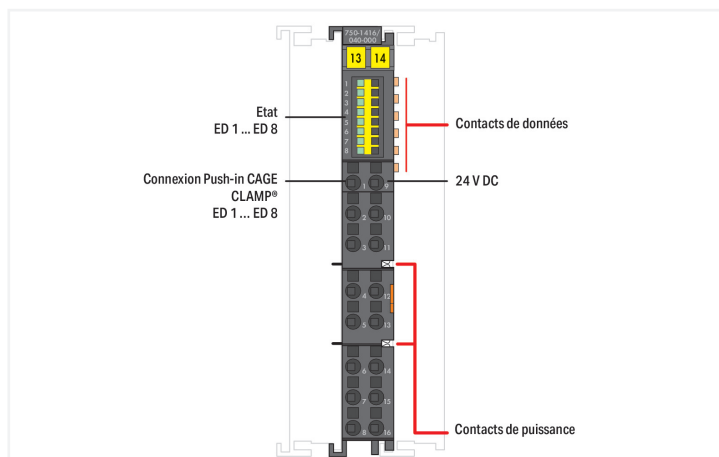 750-1416/
040-000
13 14
1
2
3
4
5
6
7
8
Etat
ED 1 ... ED 8
Contacts de données
Connexion Push-in CAGE
CLAMP®
ED 1 ... ED 8
24 V DC
1 9
2 10
3 11
4 12
5 13
6 14
7 15
8 16
Contacts de puissance